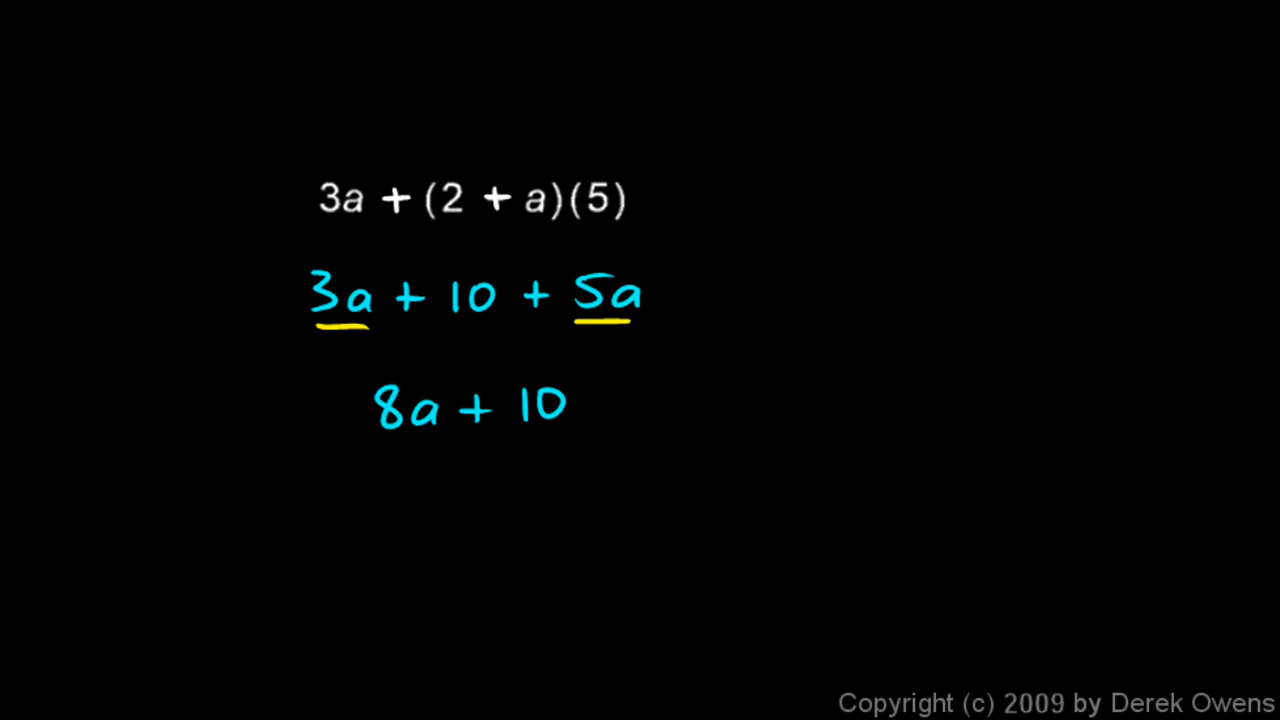 3a + (2 + a)(5)
3a + 10 + 5a
8a + 10
Copyright (c) 2009 by Derek Owens